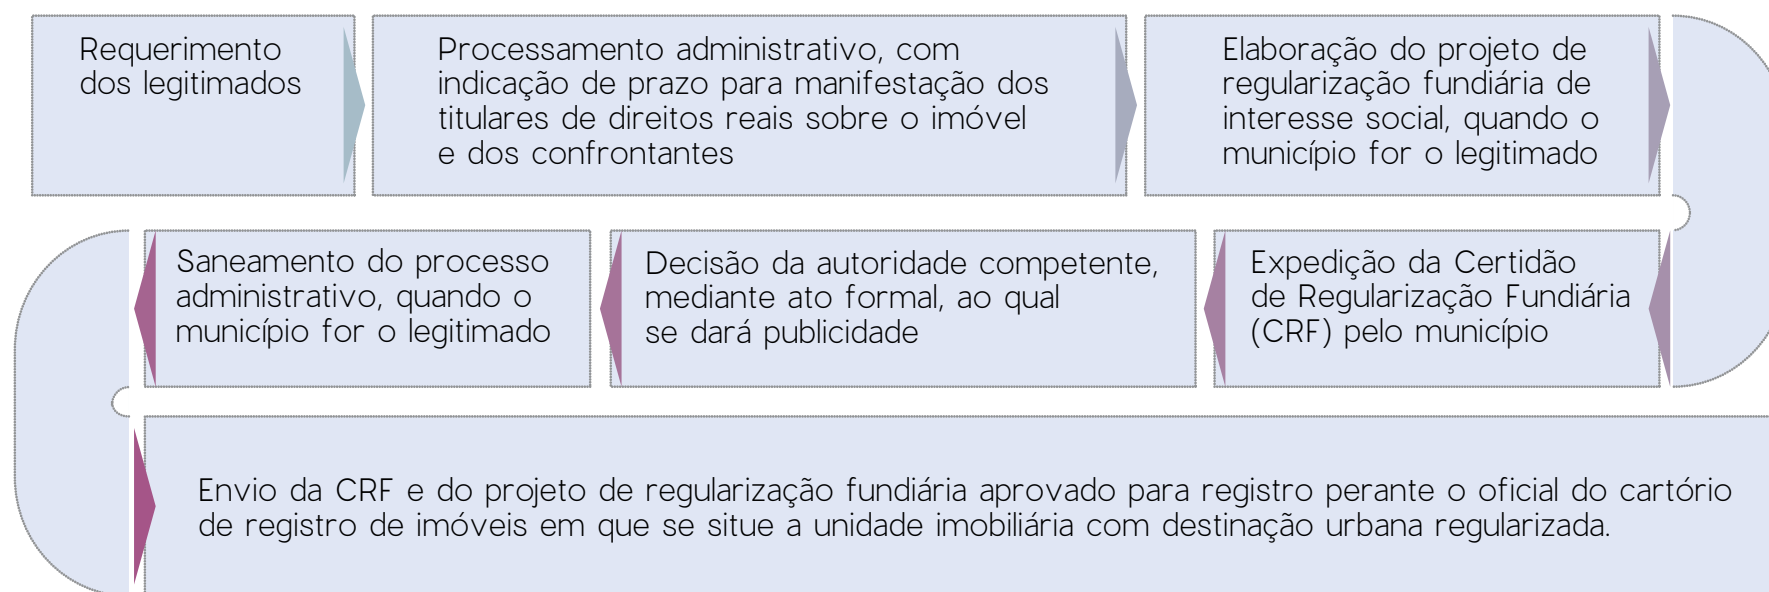 Requerimento
dos legitimados
Processamento administrativo, com
indicação de prazo para manifestação dos
titulares de direitos reais sobre o imóvel
e dos confrontantes
Elaboração do projeto de
regularização fundiária de
interesse social, quando o
município for o legitimado
Expedição da Certidão
de Regularização Fundiária
(CRF) pelo município
Decisão da autoridade competente,
mediante ato formal, ao qual
se dará publicidade
Saneamento do processo
administrativo, quando o
município for o legitimado
Envio da CRF e do projeto de regularização fundiária aprovado para registro perante o oficial do cartório
de registro de imóveis em que se situe a unidade imobiliária com destinação urbana regularizada.